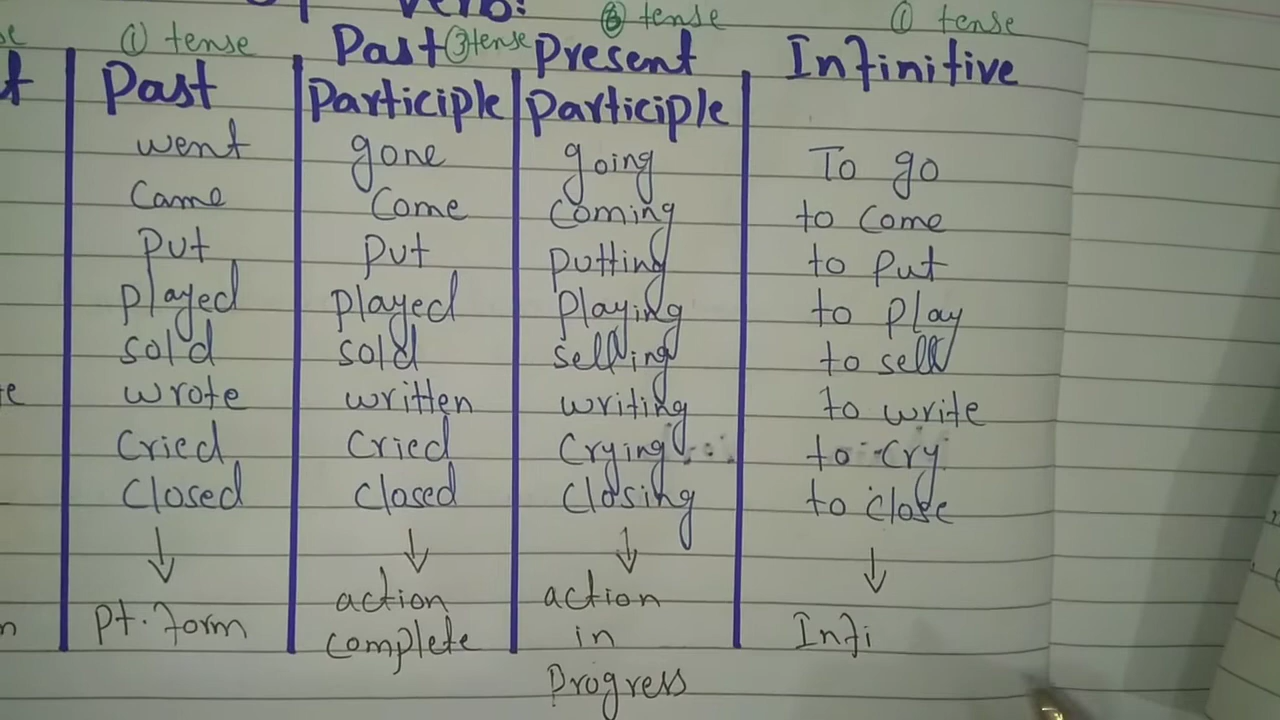 verb:
① tense ③ tense ⑥ tense ① tense
Past Past Present Infinitive
Participle Participle
went gone going To go
Came Come Coming to Come
Put Put Putting to Put
Played Played Playing to Play
sold sold selling to sell
wrote written writing to write
Cried Cried Crying to Cry
Closed Closed Closing to Close
↓ ↓ ↓ ↓
Pt. form action action Infi
complete in
Progress